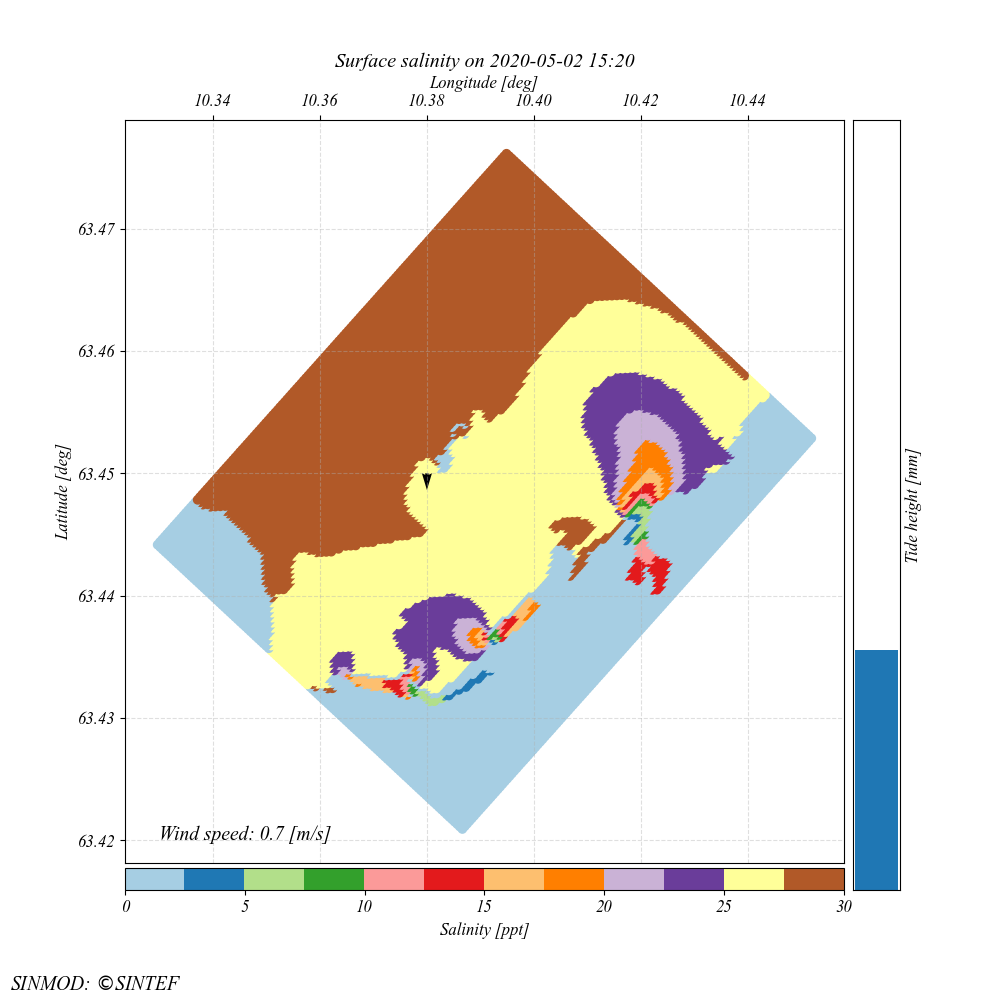 Surface salinity on 2020-05-02 15:20
Longitude [deg]
10.34 10.36 10.38 10.40 10.42 10.44
63.47
63.46
63.45
63.44
63.43
63.42
Latitude [deg]
Tide height [mm]
Wind speed: 0.7 [m/s]
0 5 10 15 20 25 30
Salinity [ppt]
SINMOD: ©SINTEF